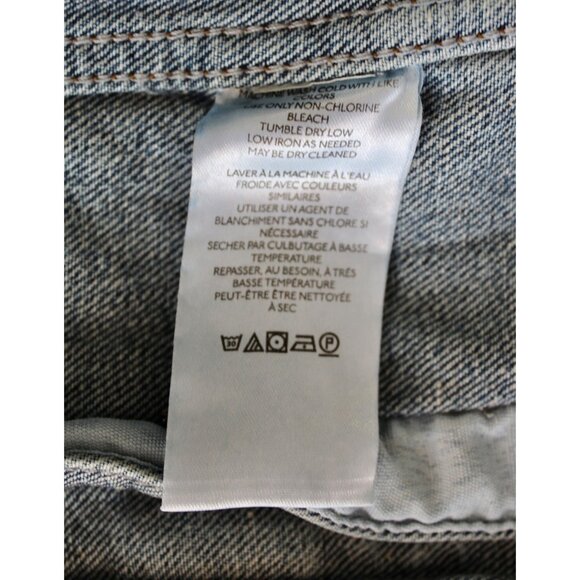 MACHINE WASH COLD WITH LIKE
COLORS
USE ONLY NON-CHLORINE
BLEACH
TUMBLE DRY LOW
LOW IRON AS NEEDED
MAY BE DRY CLEANED
LAVER À LA MACHINE À L'EAU
FROIDE AVEC COULEURS
SIMILAIRES
UTILISER UN AGENT DE
BLANCHIMENT SANS CHLORE SI
NÉCESSAIRE
SECHER PAR CULBUTAGE À BASSE
TEMPERATURE
REPASSER, AU BESOIN, À TRÈS
BASSE TEMPÉRATURE
PEUT-ÊTRE ÊTRE NETTOYÉE
À SEC
30 P